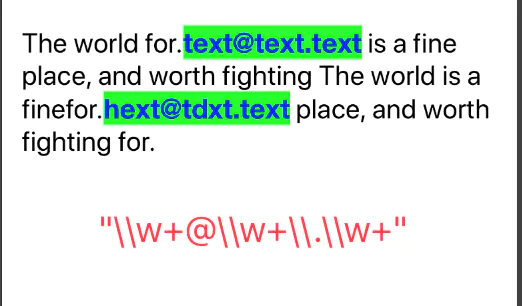 The world for.text@text.text is a fine
place, and worth fighting The world is a
finefor.hext@tdxt.text place, and worth
fighting for.
"\\w+@\\w+\\.\\w+"